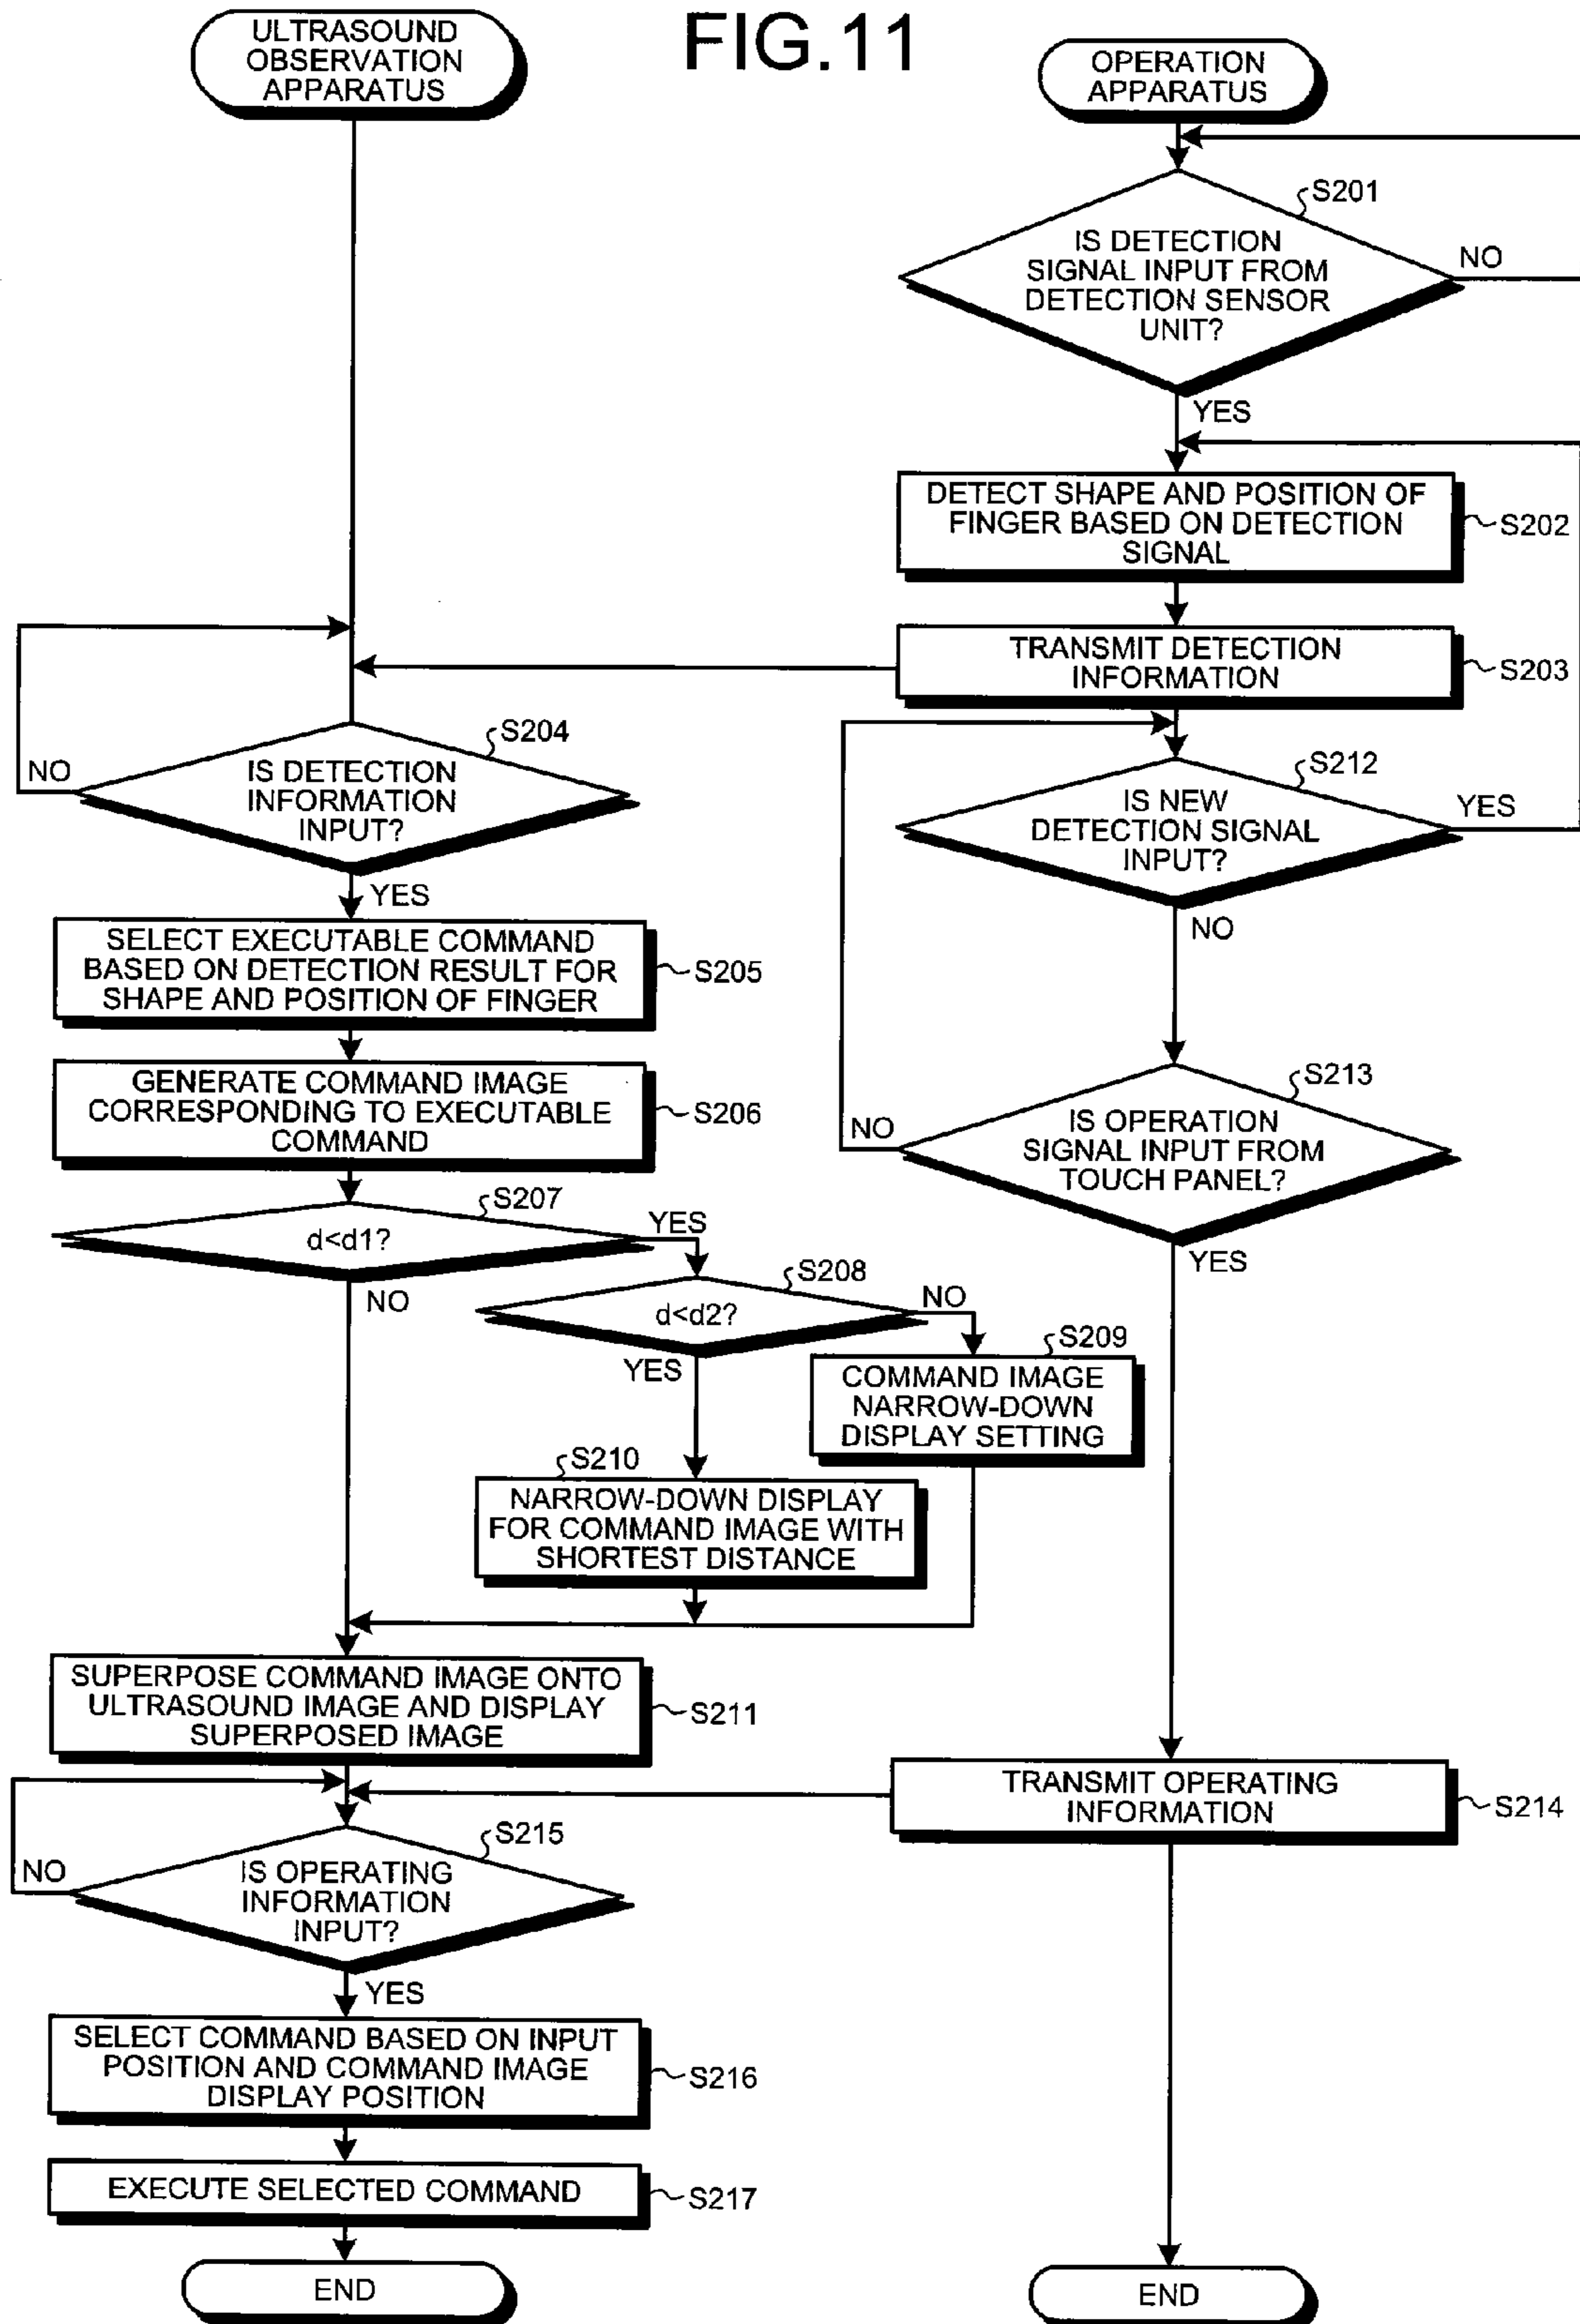 FIG.11
ULTRASOUND
OBSERVATION
APPARATUS
OPERATION
APPARATUS
S201
IS DETECTION
SIGNAL INPUT FROM
DETECTION SENSOR
UNIT?
NO
YES
DETECT SHAPE AND POSITION OF
FINGER BASED ON DETECTION
SIGNAL
S202
TRANSMIT DETECTION
INFORMATION
S203
S204
IS DETECTION
INFORMATION
INPUT?
NO
YES
S212
IS NEW
DETECTION SIGNAL
INPUT?
YES
NO
SELECT EXECUTABLE COMMAND
BASED ON DETECTION RESULT FOR
SHAPE AND POSITION OF FINGER
S205
GENERATE COMMAND IMAGE
CORRESPONDING TO EXECUTABLE
COMMAND
S206
S213
IS OPERATION
SIGNAL INPUT FROM
TOUCH PANEL?
NO
YES
S207
d<d1?
YES
NO
S208
d<d2?
NO
YES
S209
COMMAND IMAGE
NARROW-DOWN
DISPLAY SETTING
S210
NARROW-DOWN DISPLAY
FOR COMMAND IMAGE WITH
SHORTEST DISTANCE
SUPERPOSE COMMAND IMAGE ONTO
ULTRASOUND IMAGE AND DISPLAY
SUPERPOSED IMAGE
S211
TRANSMIT OPERATING
INFORMATION
S214
S215
IS OPERATING
INFORMATION
INPUT?
NO
YES
SELECT COMMAND BASED ON INPUT
POSITION AND COMMAND IMAGE
DISPLAY POSITION
S216
EXECUTE SELECTED COMMAND
S217
END
END